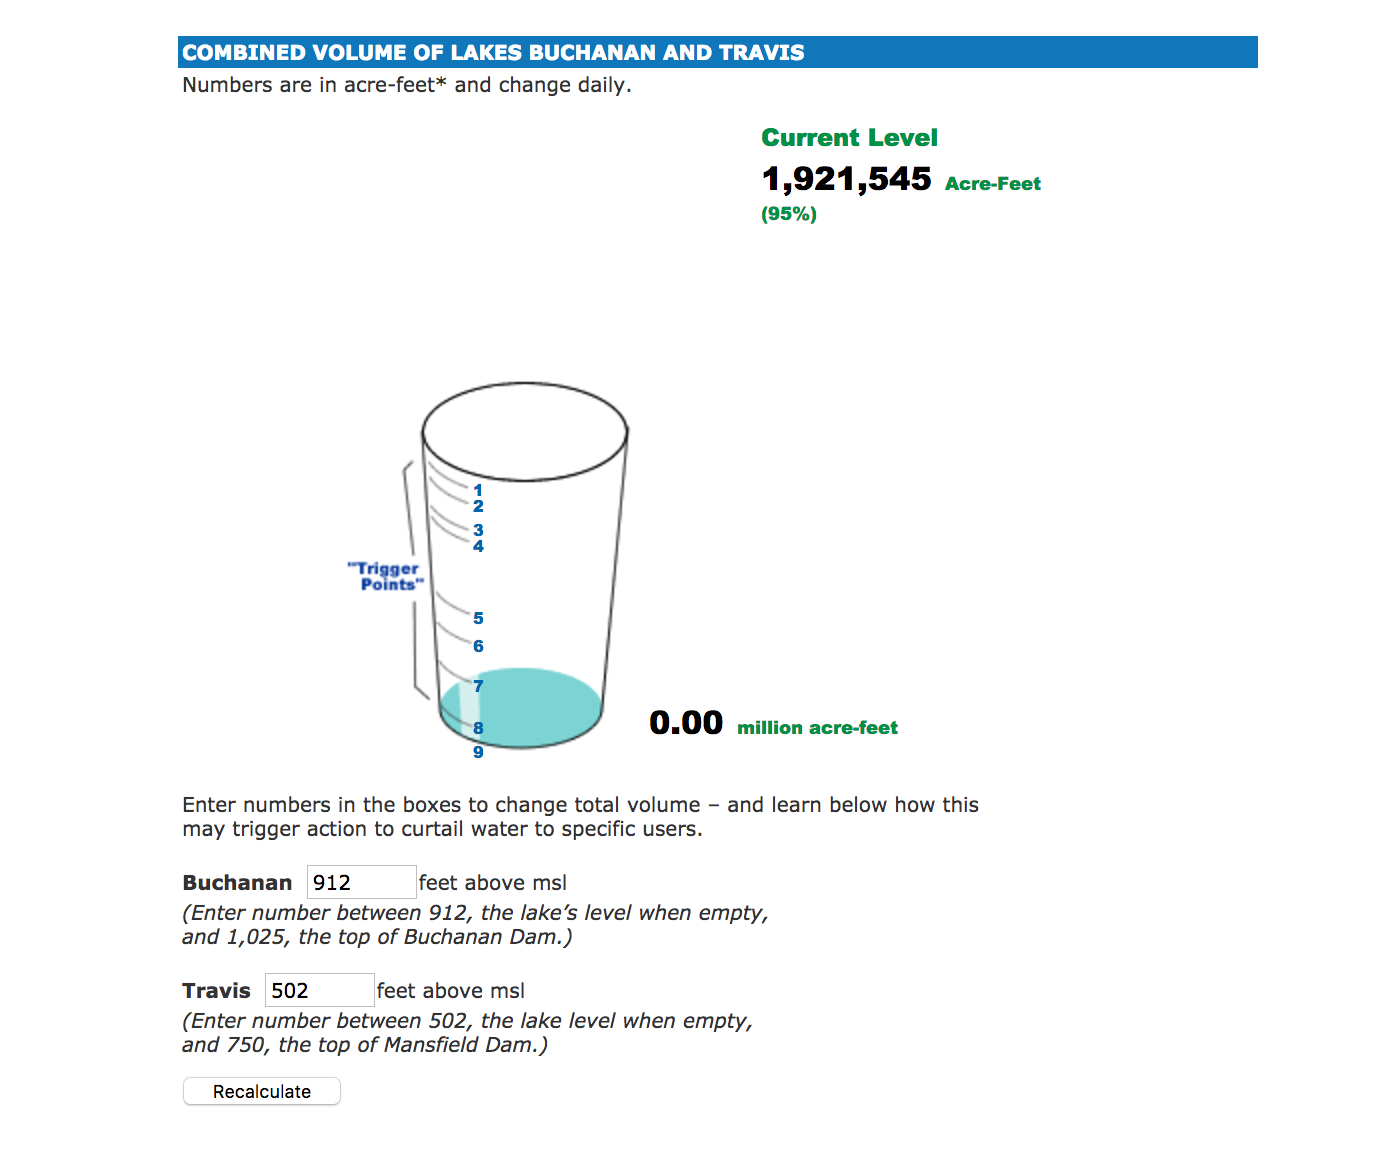 COMBINED VOLUME OF LAKES BUCHANAN AND TRAVIS
Numbers are in acre-feet* and change daily.
Current Level
1,921,545 Acre-Feet
(95%)
1
2
3
4
"Trigger
Points"
5
6
7
8
9
0.00 million acre-feet
Enter numbers in the boxes to change total volume – and learn below how this
may trigger action to curtail water to specific users.
Buchanan 912 feet above msl
(Enter number between 912, the lake’s level when empty,
and 1,025, the top of Buchanan Dam.)
Travis 502 feet above msl
(Enter number between 502, the lake level when empty,
and 750, the top of Mansfield Dam.)
Recalculate